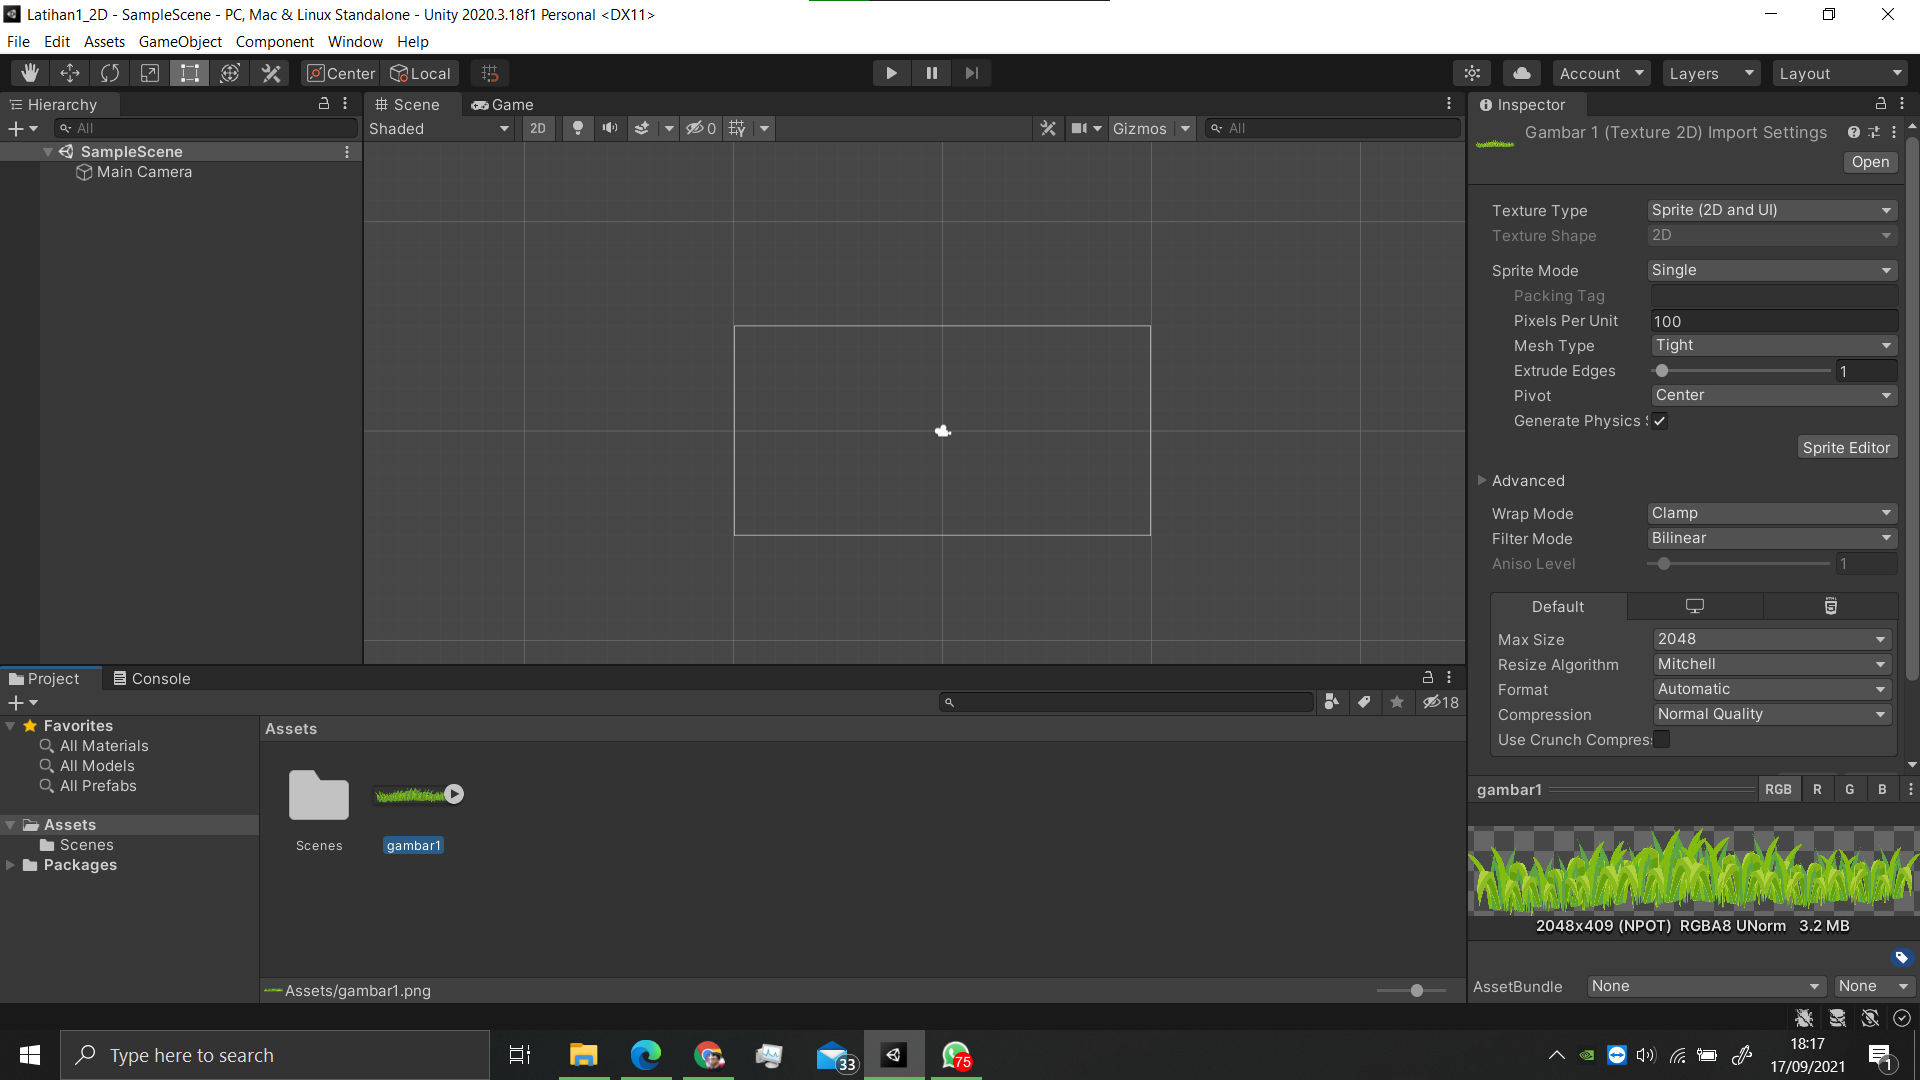 Latihan1_2D - SampleScene - PC, Mac & Linux Standalone - Unity 2020.3.18f1 Personal <DX11>
File Edit Assets GameObject Component Window Help
Center Local
Account Layers Layout
Hierarchy
All
SampleScene
Main Camera
Scene Game
Shaded 2D 0 Gizmos All
Inspector
Gambar 1 (Texture 2D) Import Settings
Open
Texture Type Sprite (2D and UI)
Texture Shape 2D
Sprite Mode Single
Packing Tag
Pixels Per Unit 100
Mesh Type Tight
Extrude Edges 1
Pivot Center
Generate Physics
Sprite Editor
Advanced
Wrap Mode Clamp
Filter Mode Bilinear
Aniso Level 1
Default
Max Size 2048
Resize Algorithm Mitchell
Format Automatic
Compression Normal Quality
Use Crunch Compres
gambar1 RGB R G B
2048x409 (NPOT) RGBA8 UNorm 3.2 MB
AssetBundle None None
Project Console
18
Favorites
All Materials
All Models
All Prefabs
Assets
Scenes
Packages
Assets
Scenes
gambar1
Assets/gambar1.png
Type here to search
33
75
18:17
17/09/2021
1